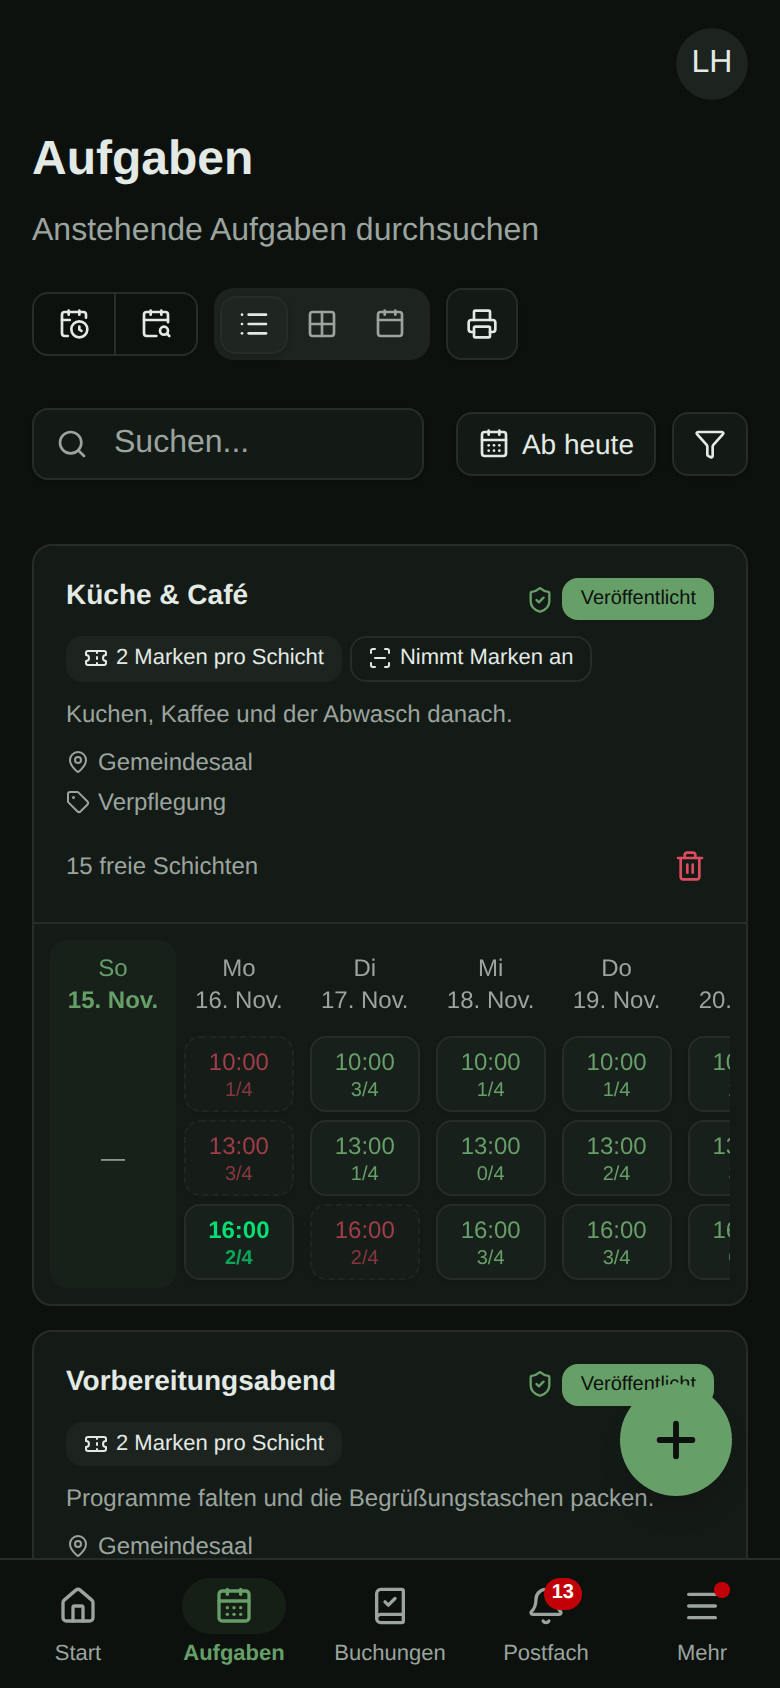 LH
Aufgaben
Anstehende Aufgaben durchsuchen
Suchen...
Ab heute
Küche & Café
Veröffentlicht
2 Marken pro Schicht
Nimmt Marken an
Kuchen, Kaffee und der Abwasch danach.
Gemeindesaal
Verpflegung
15 freie Schichten
So Mo Di Mi Do
15. Nov. 16. Nov. 17. Nov. 18. Nov. 19. Nov. 20.
10:00 10:00 10:00 10:00
1/4 3/4 1/4 1/4
13:00 13:00 13:00 13:00
3/4 1/4 0/4 2/4
—
16:00 16:00 16:00 16:00
2/4 2/4 3/4 3/4
Vorbereitungsabend
Veröffentlicht
2 Marken pro Schicht
Programme falten und die Begrüßungstaschen packen.
Gemeindesaal
13
Start Aufgaben Buchungen Postfach Mehr